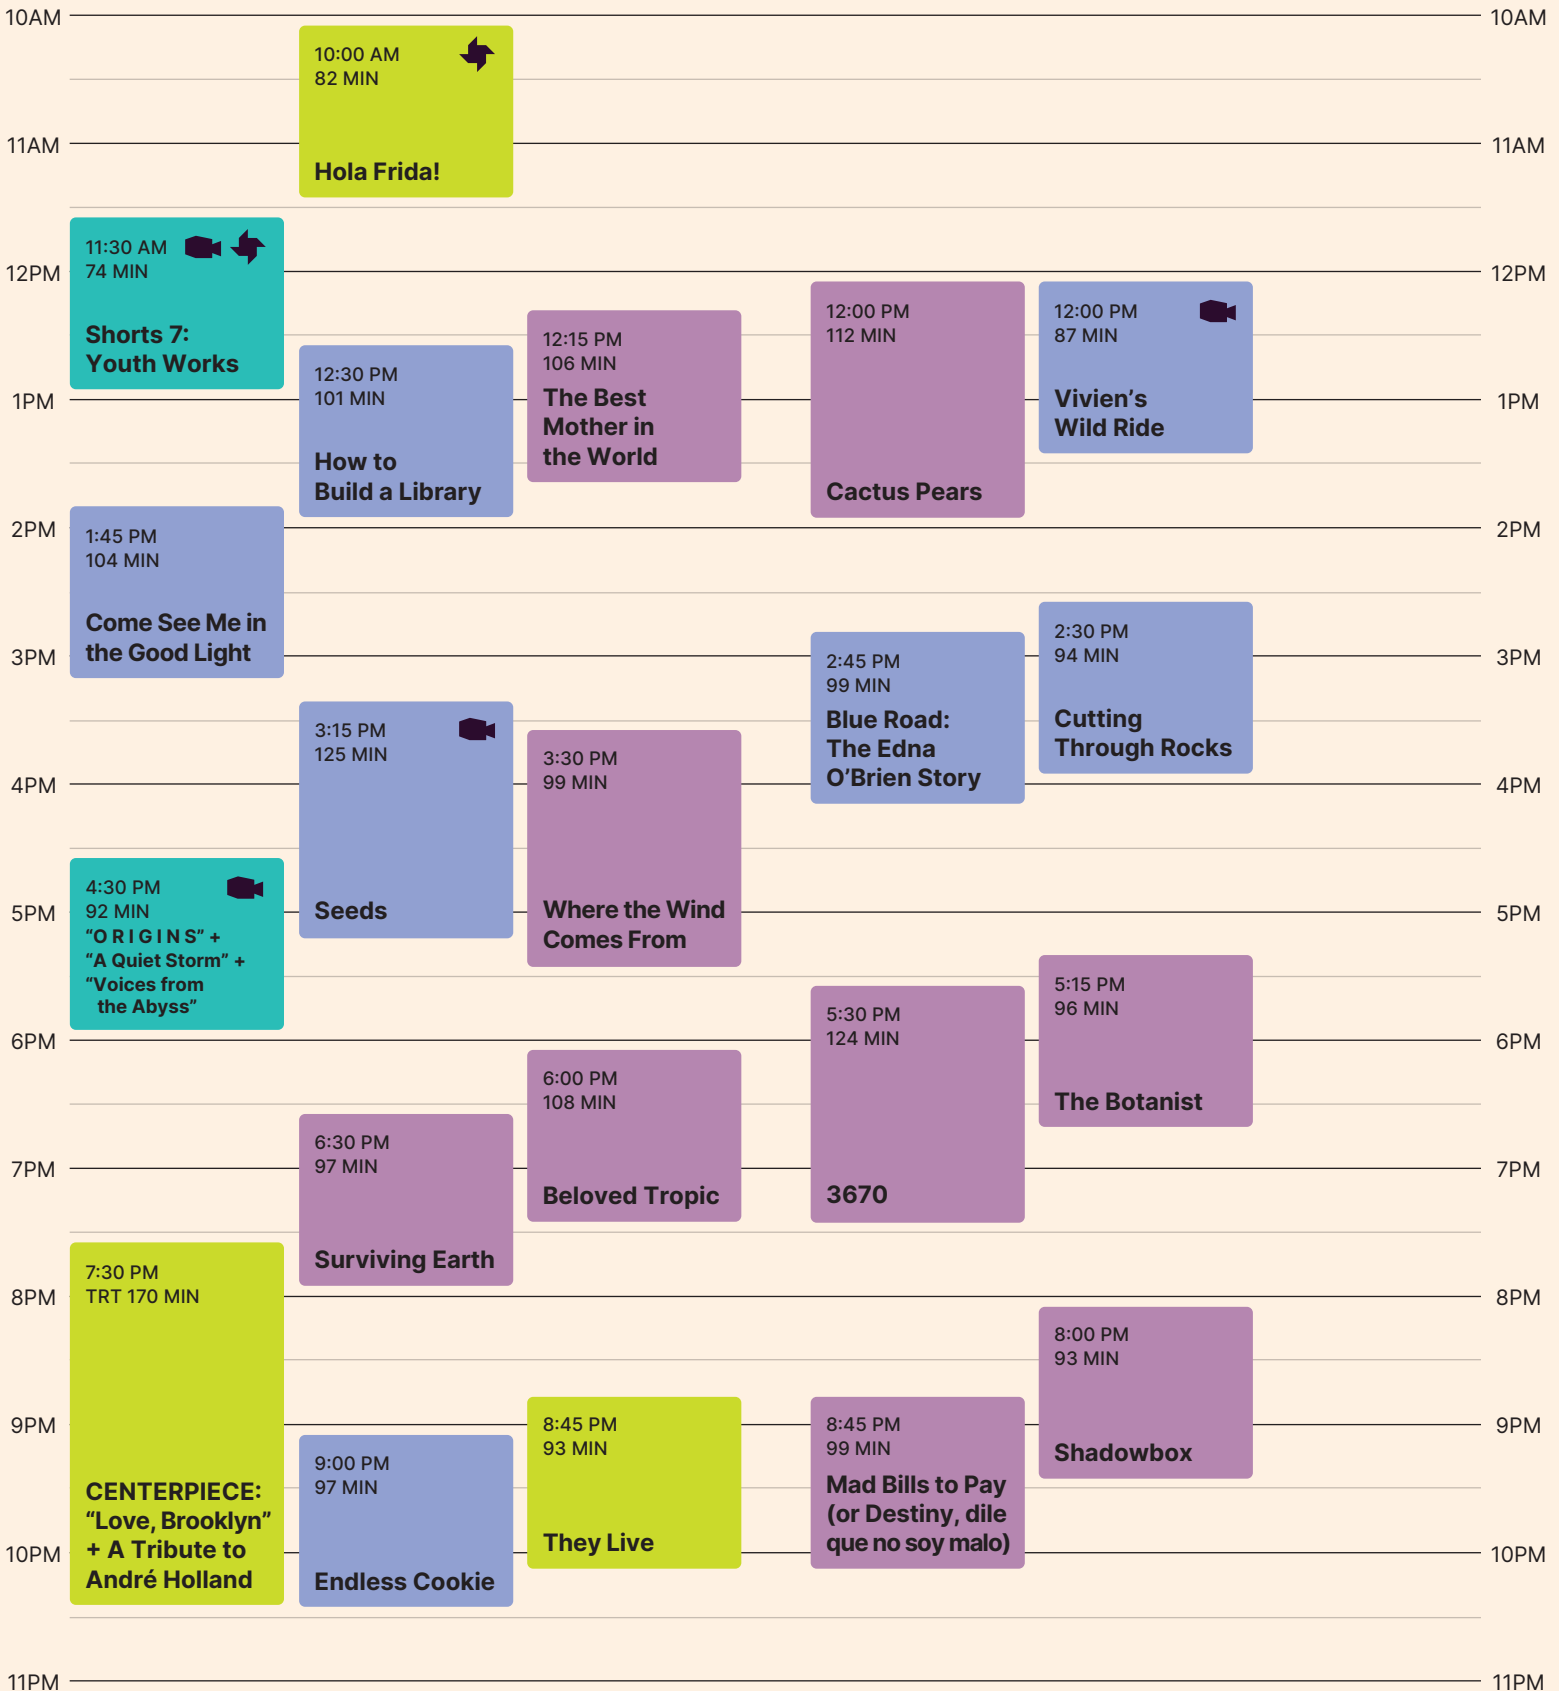 10AM
10AM
10:00 AM
82 MIN
Hola Frida!
11AM
11AM
11:30 AM
74 MIN
Shorts 7:
Youth Works
12PM
12PM
12:30 PM
101 MIN
How to
Build a Library
12:15 PM
106 MIN
The Best
Mother in
the World
12:00 PM
112 MIN
Cactus Pears
12:00 PM
87 MIN
Vivien’s
Wild Ride
1PM
1PM
1:45 PM
104 MIN
Come See Me in
the Good Light
2PM
2PM
2:45 PM
99 MIN
Blue Road:
The Edna
O’Brien Story
2:30 PM
94 MIN
Cutting
Through Rocks
3PM
3PM
3:15 PM
125 MIN
Seeds
3:30 PM
99 MIN
Where the Wind
Comes From
4PM
4PM
4:30 PM
92 MIN
“O R I G I N S” +
“A Quiet Storm” +
“Voices from
the Abyss”
5PM
5PM
5:30 PM
124 MIN
3670
5:15 PM
96 MIN
The Botanist
6PM
6PM
6:30 PM
97 MIN
Surviving Earth
6:00 PM
108 MIN
Beloved Tropic
7PM
7PM
7:30 PM
TRT 170 MIN
CENTERPIECE:
“Love, Brooklyn”
+ A Tribute to
André Holland
8PM
8PM
8:00 PM
93 MIN
Shadowbox
9PM
9PM
9:00 PM
97 MIN
Endless Cookie
8:45 PM
93 MIN
They Live
8:45 PM
99 MIN
Mad Bills to Pay
(or Destiny, dile
que no soy malo)
10PM
10PM
11PM
11PM